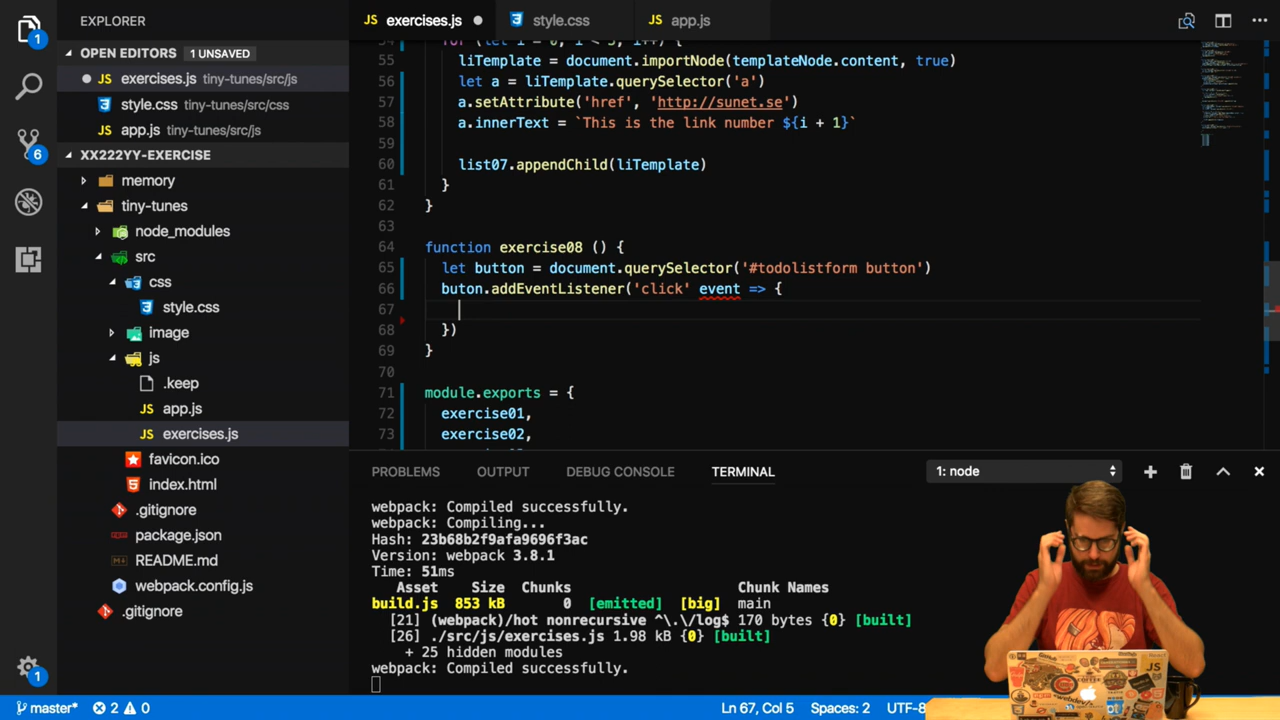 EXPLORER
OPEN EDITORS 1 UNSAVED
exercises.js tiny-tunes/src/js
style.css tiny-tunes/src/css
app.js tiny-tunes/src/js
XX222YY-EXERCISE
memory
tiny-tunes
node_modules
src
css
style.css
image
js
.keep
JS app.js
JS exercises.js
favicon.ico
index.html
.gitignore
package.json
README.md
webpack.config.js
.gitignore
JS exercises.js
style.css
JS app.js
55 liTemplate = document.importNode(templateNode.content, true)
56 let a = liTemplate.querySelector('a')
57 a.setAttribute('href', 'http://sunet.se')
58 a.innerText = `This is the link number ${i + 1}`
59
60 list07.appendChild(liTemplate)
61 }
62 }
63
64 function exercise08 () {
65 let button = document.querySelector('#todolistform button')
66 buton.addEventListener('click' event => {
67
68 })
69 }
70
71 module.exports = {
72 exercise01,
73 exercise02,
PROBLEMS OUTPUT DEBUG CONSOLE TERMINAL 1: node
webpack: Compiled successfully.
webpack: Compiling...
Hash: 23b68b2f9afa9696f3ac
Version: webpack 3.8.1
Time: 51ms
Asset Size Chunks Chunk Names
build.js 853 kB 0 [emitted] [big] main
[21] (webpack)/hot nonrecursive ^\.\/log$ 170 bytes {0} [built]
[26] ./src/js/exercises.js 1.98 kB {0} [built]
+ 25 hidden modules
webpack: Compiled successfully.
master* 2 0 Ln 67, Col 5 Spaces: 2 UTF-8